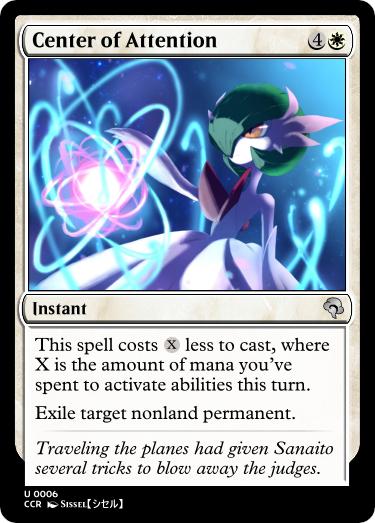 Center of Attention 4
Instant
This spell costs X less to cast, where
X is the amount of mana you've
spent to activate abilities this turn.
Exile target nonland permanent.
Traveling the planes had given Sanaito
several tricks to blow away the judges.
U 0006
CCR SISSEL【シセル】